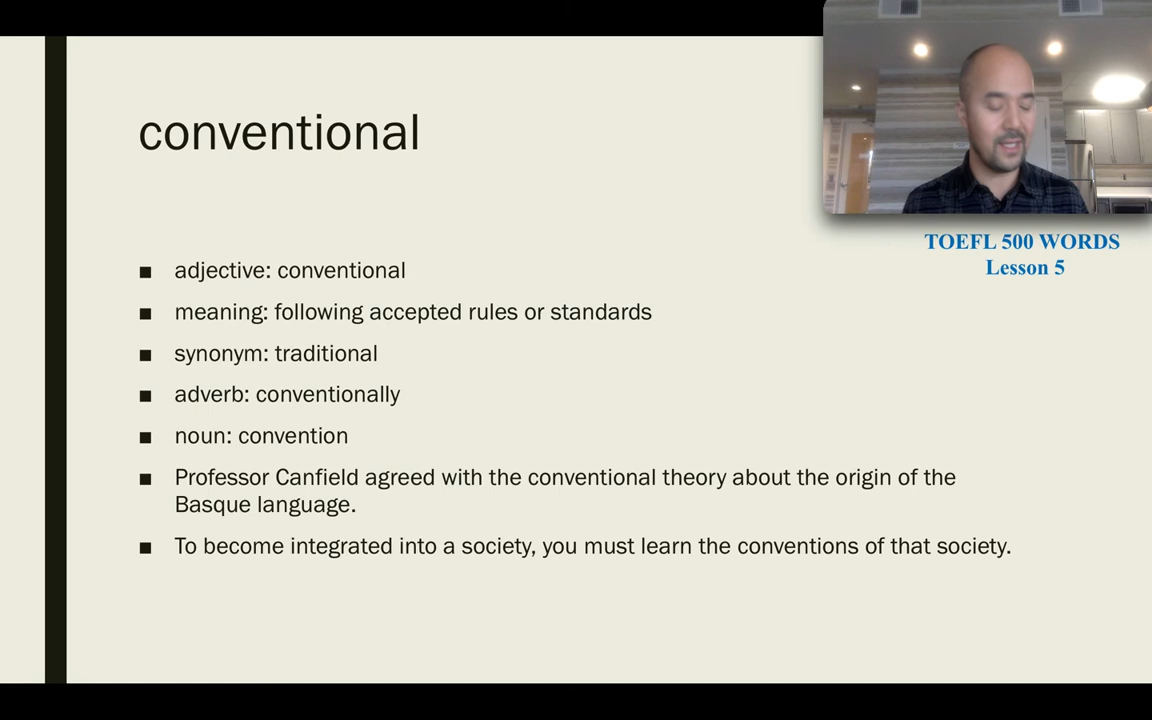 conventional
TOEFL 500 WORDS
Lesson 5
■ adjective: conventional
■ meaning: following accepted rules or standards
■ synonym: traditional
■ adverb: conventionally
■ noun: convention
■ Professor Canfield agreed with the conventional theory about the origin of the
Basque language.
■ To become integrated into a society, you must learn the conventions of that society.